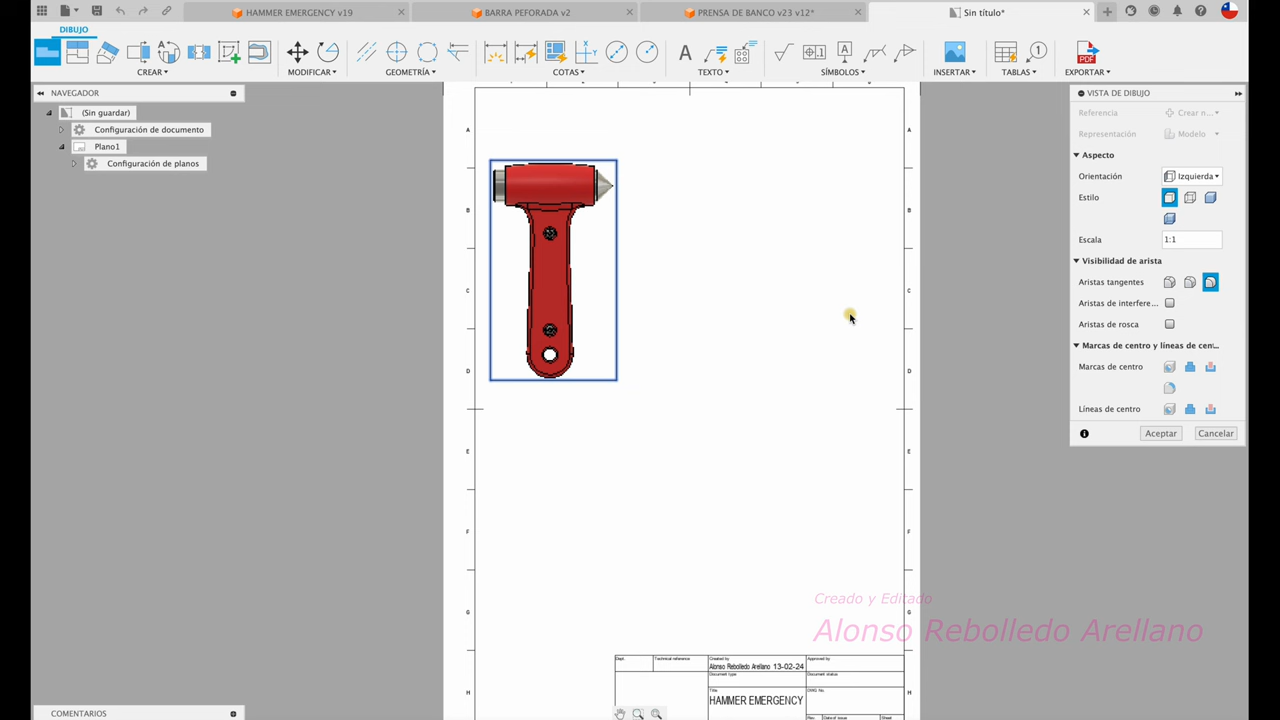 HAMMER EMERGENCY v19
BARRA PEFORADA v2
PRENSA DE BANCO v23 v12*
Sin título*
DIBUJO
CREAR
MODIFICAR
GEOMETRÍA
COTAS
TEXTO
SÍMBOLOS
INSERTAR
TABLAS
EXPORTAR
PDF
NAVEGADOR
(Sin guardar)
Configuración de documento
Plano1
Configuración de planos
VISTA DE DIBUJO
Referencia Crear n...
Representación Modelo
Aspecto
Orientación Izquierda
Estilo
Escala 1:1
Visibilidad de arista
Aristas tangentes
Aristas de interfere...
Aristas de rosca
Marcas de centro y líneas de cen...
Marcas de centro
Líneas de centro
Aceptar Cancelar
A A
B B
C C
D D
E E
F F
G G
H H
Creado y Editado
Alonso Rebolledo Arellano
Dept. Technical reference Created by Approved by
Alonso Rebolledo Arellano 13-02-24
Document type Document status
Title DWG No.
HAMMER EMERGENCY
Rev. Date of issue Sheet
COMENTARIOS